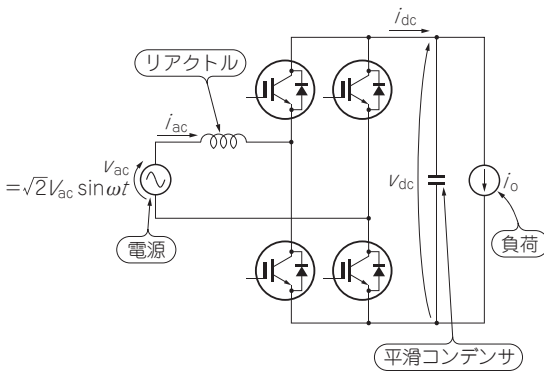 i_dc
リアクトル
i_ac
v_ac
=√2V_ac sinωt
v_dc
i_o
電源
負荷
平滑コンデンサ